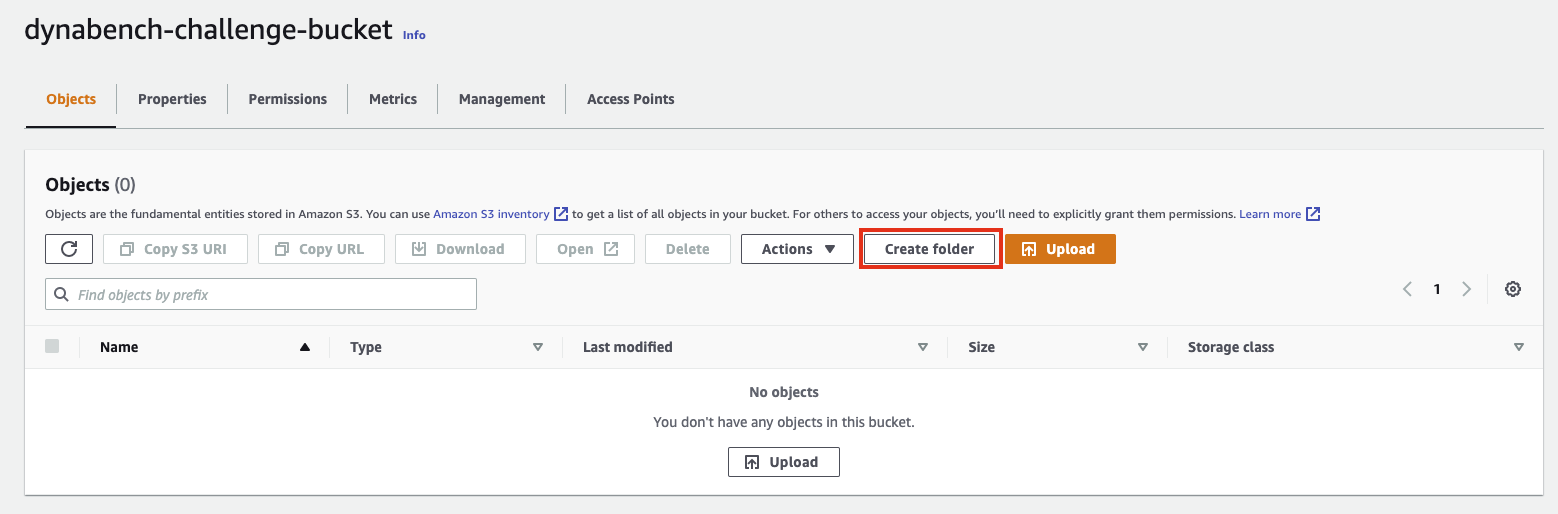 dynabench-challenge-bucket Info
Objects Properties Permissions Metrics Management Access Points
Objects (0)
Objects are the fundamental entities stored in Amazon S3. You can use Amazon S3 inventory to get a list of all objects in your bucket. For others to access your objects, you'll need to explicitly grant them permissions. Learn more
Copy S3 URI Copy URL Download Open Delete Actions Create folder Upload
Find objects by prefix 1
Name Type Last modified Size Storage class
No objects
You don't have any objects in this bucket.
Upload